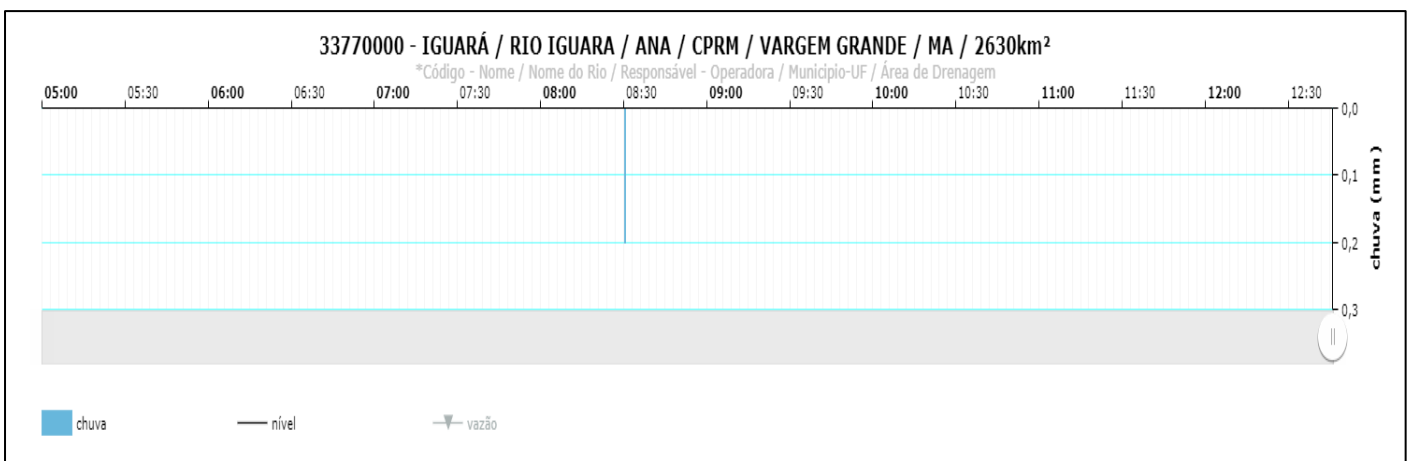 33770000 - IGUARÁ / RIO IGUARA / ANA / CPRM / VARGEM GRANDE / MA / 2630km²
*Código - Nome / Nome do Rio / Responsável - Operadora / Municipio-UF / Área de Drenagem
05:00 05:30 06:00 06:30 07:00 07:30 08:00 08:30 09:00 09:30 10:00 10:30 11:00 11:30 12:00 12:30
0,0
0,1
0,2
0,3
chuva (mm)
chuva nível vazão